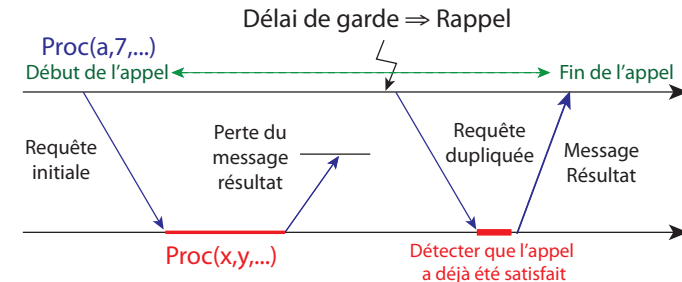 Délai de garde ⇒ Rappel
Proc(a,7,...)
Début de l'appel
Fin de l'appel
Requête
initiale
Perte du
message
résultat
Requête
dupliquée
Message
Résultat
Proc(x,y,...)
Détecter que l'appel
a déjà été satisfait